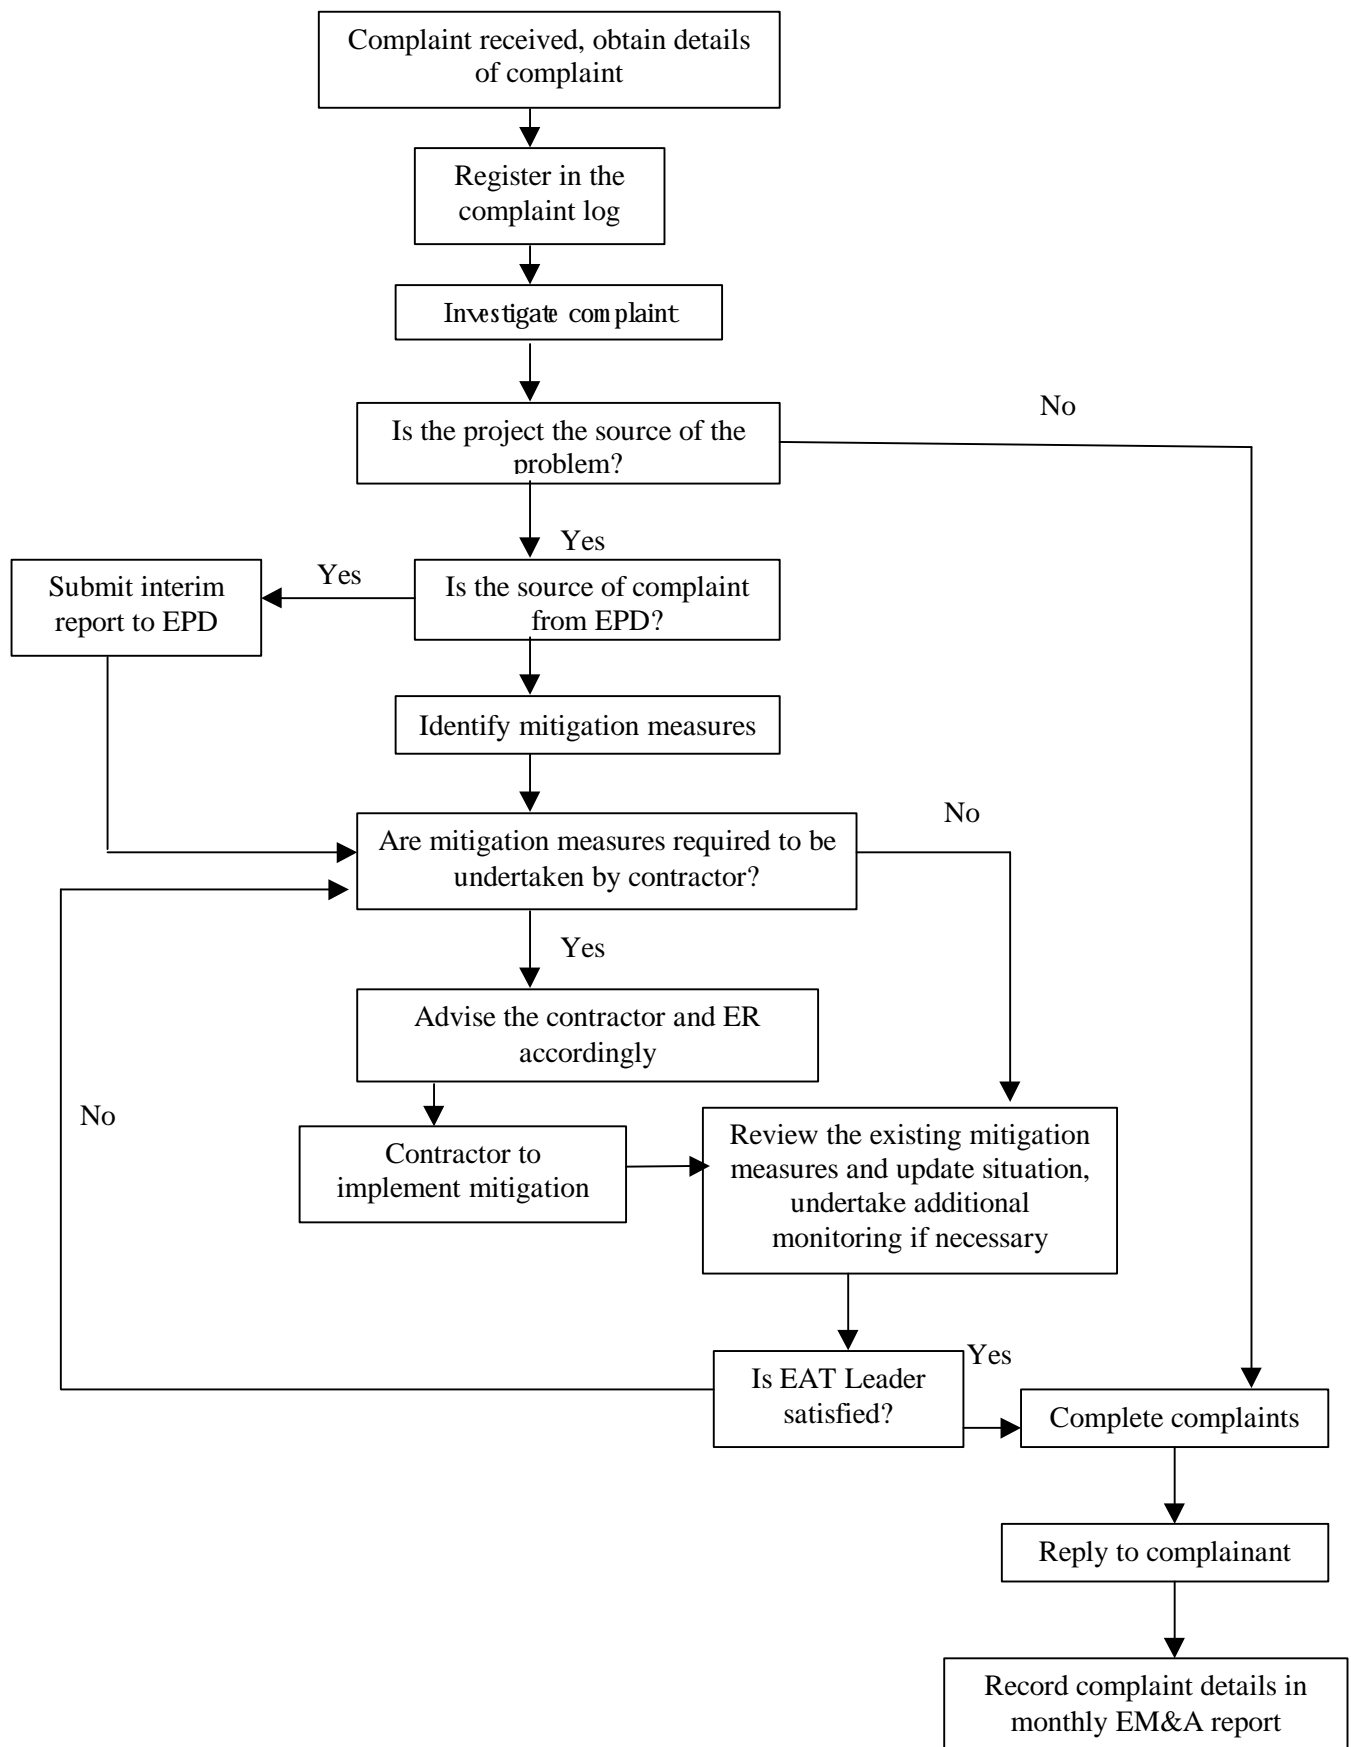 Complaint received, obtain details
of complaint
Register in the
complaint log
Investigate complaint
No
Is the project the source of the
problem?
Yes
Submit interim
report to EPD
Yes
Is the source of complaint
from EPD?
Identify mitigation measures
No
Are mitigation measures required to be
undertaken by contractor?
Yes
Advise the contractor and ER
accordingly
No
Contractor to
implement mitigation
Review the existing mitigation
measures and update situation,
undertake additional
monitoring if necessary
Is EAT Leader
satisfied?
Yes
Complete complaints
Reply to complainant
Record complaint details in
monthly EM&A report